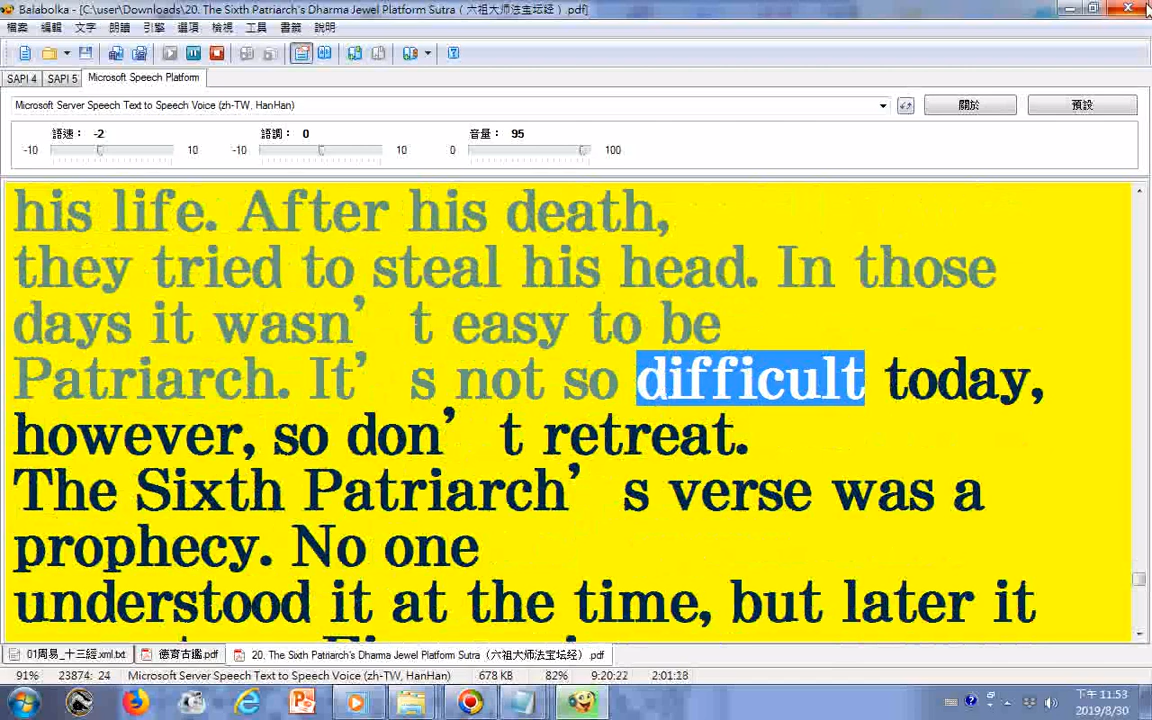 Balabolka - [C:\user\Downloads\20. The Sixth Patriarch's Dharma Jewel Platform Sutra（六祖大师法宝坛经）.pdf]
檔案 編輯 文字 朗讀 引擎 選項 檢視 工具 書籤 說明
SAPI 4 SAPI 5 Microsoft Speech Platform
Microsoft Server Speech Text to Speech Voice (zh-TW, HanHan) 關於 預設
語速： -2 語調： 0 音量： 95
-10 10 -10 10 0 100
his life. After his death,
they tried to steal his head. In those
days it wasn’t easy to be
Patriarch. It’s not so difficult today,
however, so don’t retreat.
The Sixth Patriarch’s verse was a
prophecy. No one
understood it at the time, but later it
01周易_十三經.xml.txt 德育古鑑.pdf 20. The Sixth Patriarch's Dharma Jewel Platform Sutra（六祖大师法宝坛经）.pdf
91% 23874: 24 Microsoft Server Speech Text to Speech Voice (zh-TW, HanHan) 678 KB 82% 9:20:22 2:01:18
下午 11:53
2019/8/30